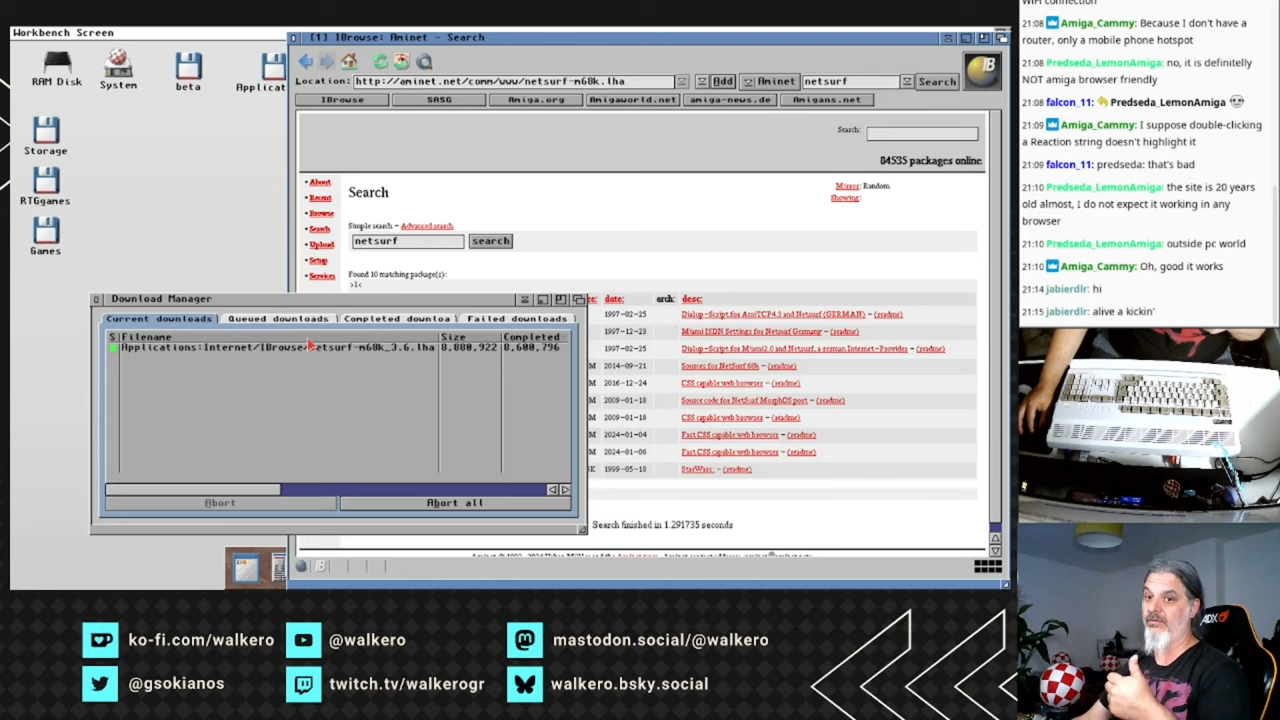 Workbench Screen
RAM Disk
System
beta
Applicat
Storage
RTGgames
Games
[1] IBrowse: Aminet - Search
Location: http://aminet.net/comm/www/netsurf-m68k.lha
Add
Aminet
netsurf
Search
IBrowse
SASG
Amiga.org
Amigaworld.net
amiga-news.de
Amigans.net
Search:
84535 packages online
• About
• Recent
• Browse
• Search
• Upload
• Setup
• Services
Search
Mirror: Random
Showing:
Simple search - Advanced search
netsurf
search
Found 10 matching package(s):
>1<
date: arch: desc:
1997-02-25 Dialup-Script for AmiTCP4.3 and Netsurf (GERMAN) - (readme)
1997-12-23 Miami ISDN Settings for Netsurf Germany - (readme)
1997-02-25 Dialup-Script for Miami2.0 and Netsurf, a german Internet-Provider - (readme)
M 2014-09-21 Sources for NetSurf 68k - (readme)
M 2016-12-24 CSS capable web browser - (readme)
M 2009-01-18 Source code for NetSurf MorphOS port - (readme)
M 2009-01-18 CSS capable web browser - (readme)
M 2024-01-04 Fast CSS capable web browser - (readme)
M 2024-01-06 Fast CSS capable web browser - (readme)
K 1999-05-18 StarWars: - (readme)
Search finished in 1.291735 seconds
Download Manager
Current downloads
Queued downloads
Completed downloa
Failed downloads
S Filename Size Completed
Applications:Internet/IBrowse/netsurf-m68k_3.6.lha 8,880,922 8,600,796
Abort
Abort all
WiFi connection
21:08 Amiga_Cammy: Because I don't have a
router, only a mobile phone hotspot
21:08 Predseda_LemonAmiga: no, it is definitelly
NOT amiga browser friendly
21:08 falcon_11: Predseda_LemonAmiga
21:09 Amiga_Cammy: I suppose double-clicking
a Reaction string doesn't highlight it
21:09 falcon_11: predseda: that's bad
21:10 Predseda_LemonAmiga: the site is 20 years
old almost, I do not expect it working in any
browser
21:10 Predseda_LemonAmiga: outside pc world
21:10 Amiga_Cammy: Oh, good it works
21:14 jabierdlr: hi
21:15 jabierdlr: alive a kickin'
ADX
ko-fi.com/walkero
@walkero
mastodon.social/@walkero
@gsokianos
twitch.tv/walkerogr
walkero.bsky.social